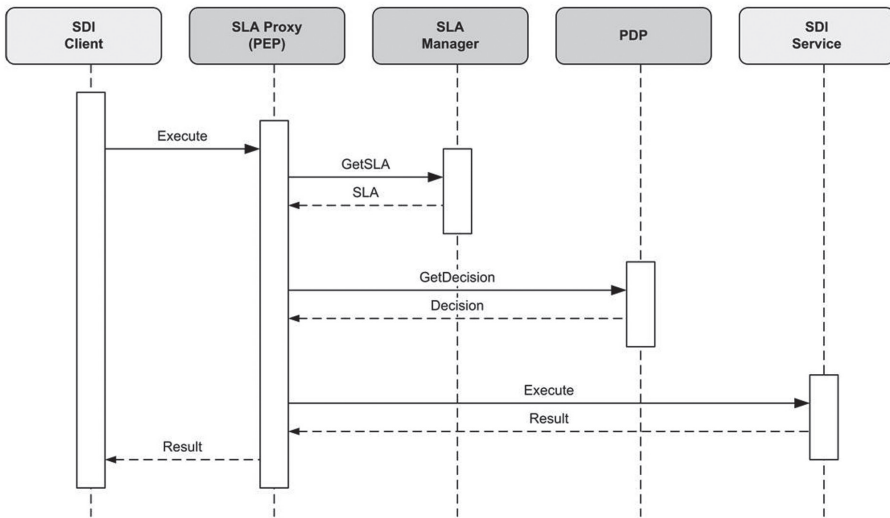 SDI
Client
SLA Proxy
(PEP)
SLA
Manager
PDP
SDI
Service
Execute
GetSLA
SLA
GetDecision
Decision
Execute
Result
Result